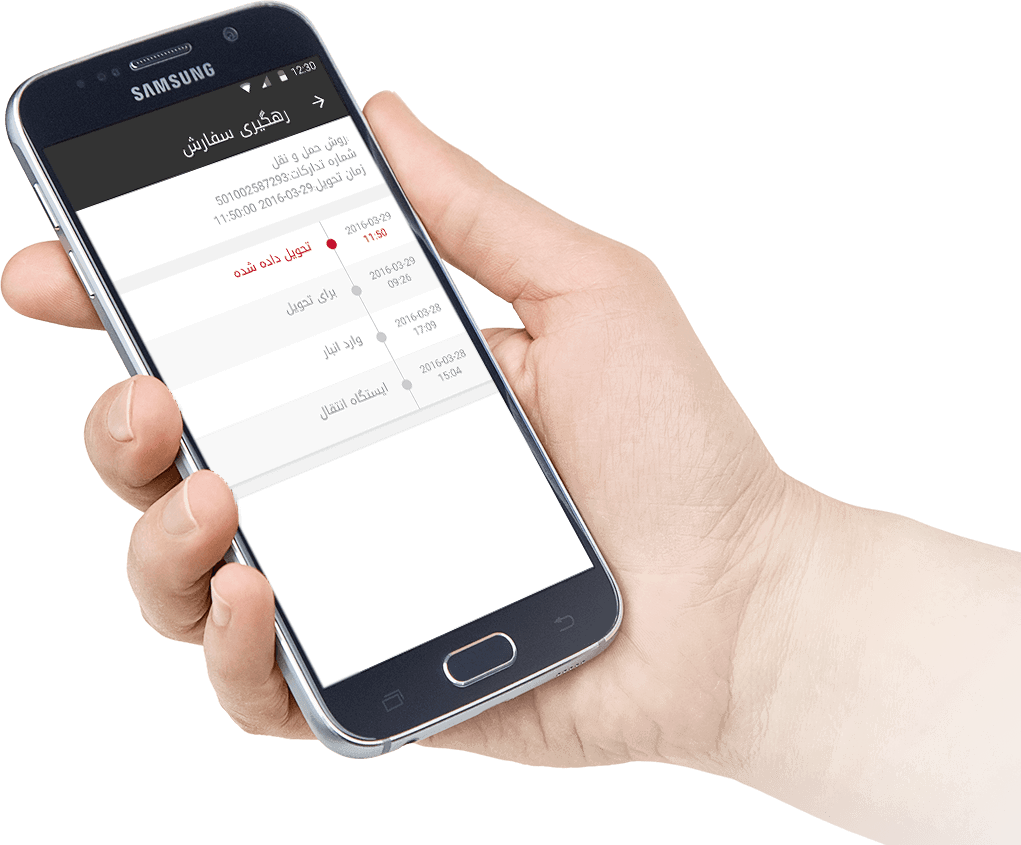 SAMSUNG
12:30
رهگیری سفارش
روش حمل و نقل
شماره تدارکات:501002587293
زمان تحویل:2016-03-29 11:50:00
2016-03-29
11:50
تحویل داده شده
2016-03-29
09:26
برای تحویل
2016-03-28
17:09
وارد انبار
2016-03-28
15:04
ایستگاه انتقال